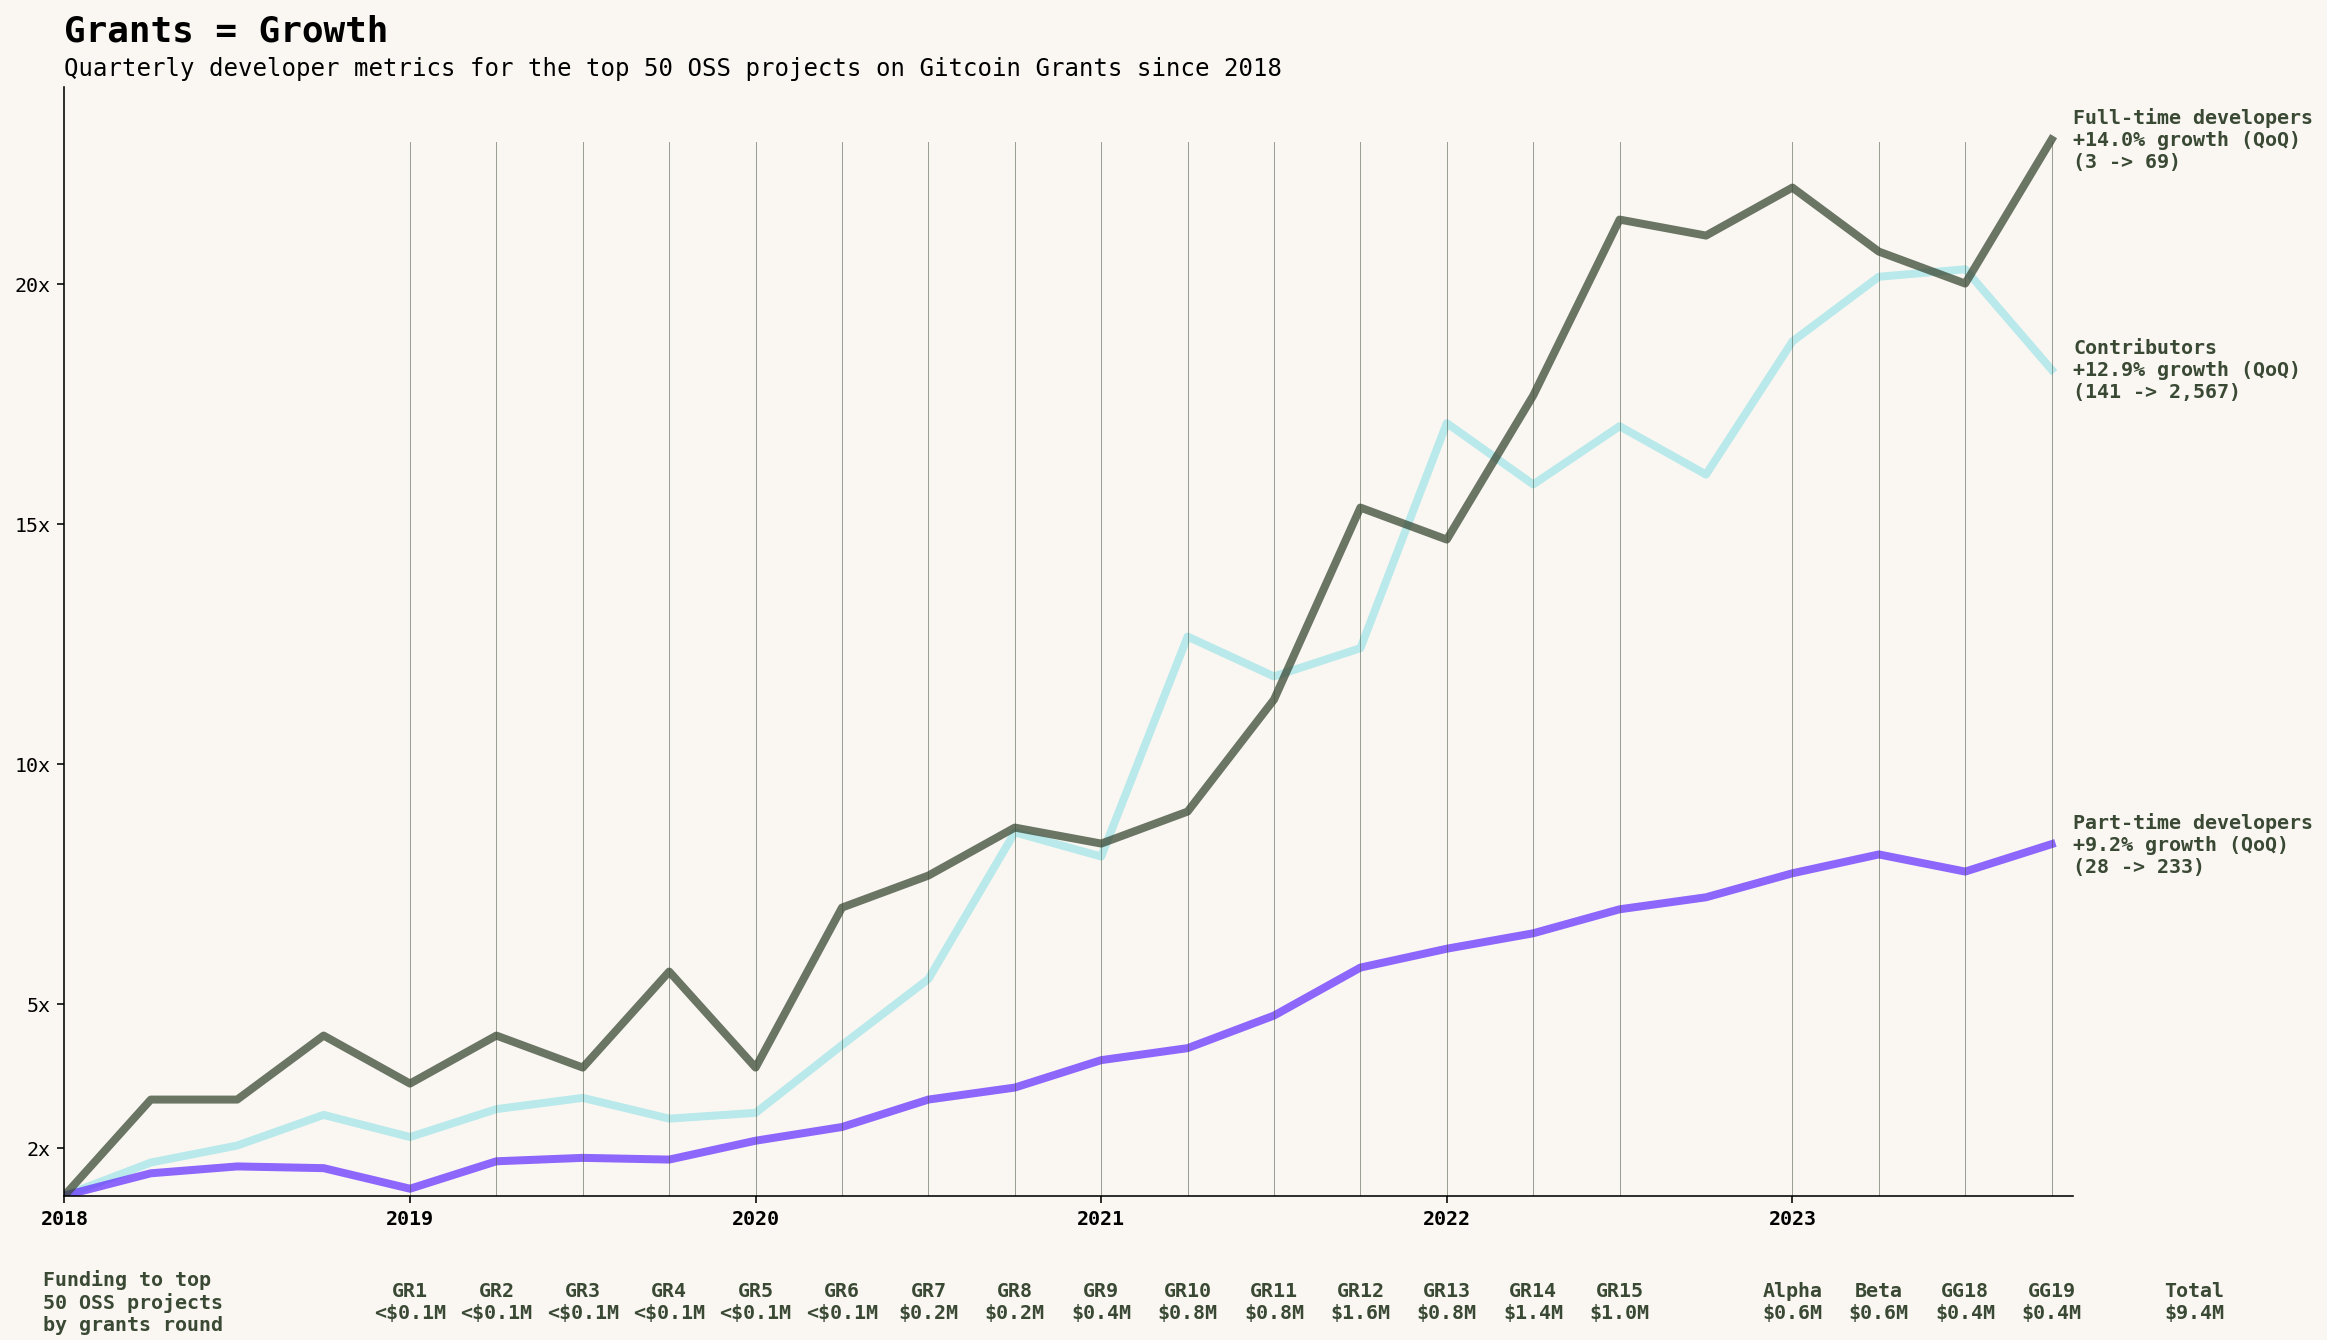 Grants = Growth
Quarterly developer metrics for the top 50 OSS projects on Gitcoin Grants since 2018
Full-time developers
+14.0% growth (QoQ)
(3 -> 69)
Contributors
+12.9% growth (QoQ)
(141 -> 2,567)
Part-time developers
+9.2% growth (QoQ)
(28 -> 233)
20x
15x
10x
5x
2x
2018 2019 2020 2021 2022 2023
Funding to top
50 OSS projects
by grants round
GR1 GR2 GR3 GR4 GR5 GR6 GR7 GR8 GR9 GR10 GR11 GR12 GR13 GR14 GR15 Alpha Beta GG18 GG19 Total
<$0.1M <$0.1M <$0.1M <$0.1M <$0.1M <$0.1M $0.2M $0.2M $0.4M $0.8M $0.8M $1.6M $0.8M $1.4M $1.0M $0.6M $0.6M $0.4M $0.4M $9.4M